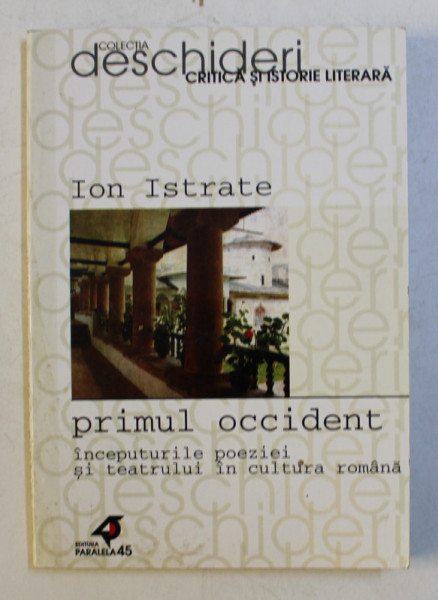 COLECȚIA
deschideri
CRITICĂ ȘI ISTORIE LITERARĂ
Ion Istrate
primul occident
începuturile poeziei
și teatrului în cultura română
EDITURA
PARALELA 45